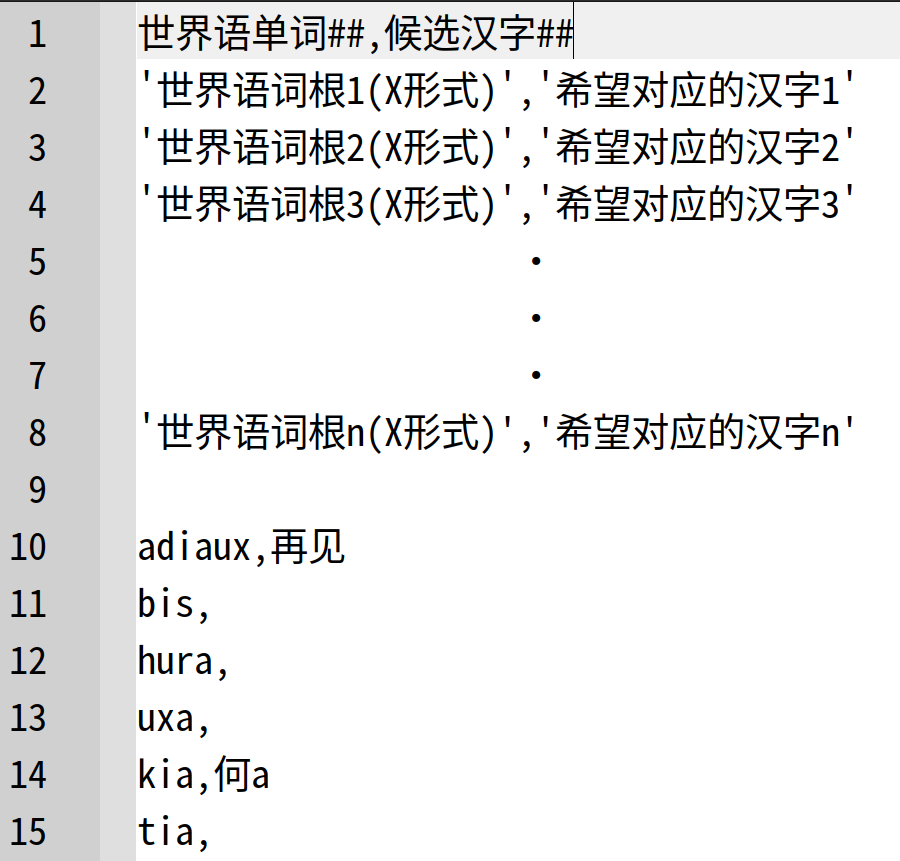 1 世界语单词##,候选汉字##
2 '世界语词根1(X形式)','希望对应的汉字1'
3 '世界语词根2(X形式)','希望对应的汉字2'
4 '世界语词根3(X形式)','希望对应的汉字3'
5 ·
6 ·
7 ·
8 '世界语词根n(X形式)','希望对应的汉字n'
9
10 adiaux,再见
11 bis,
12 hura,
13 uxa,
14 kia,何a
15 tia,